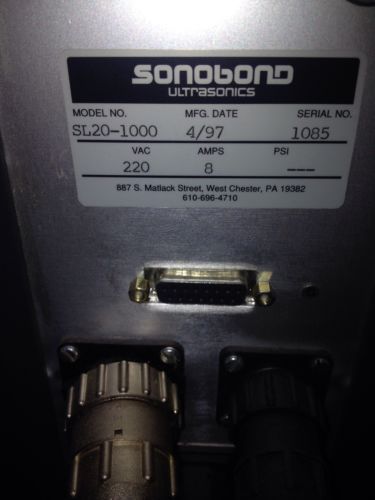 SONOBOND
ULTRASONICS
MODEL NO. MFG. DATE SERIAL NO.
SL20-1000 4/97 1085
VAC AMPS PSI
220 8 ----
887 S. Matlack Street, West Chester, PA 19382
610-696-4710